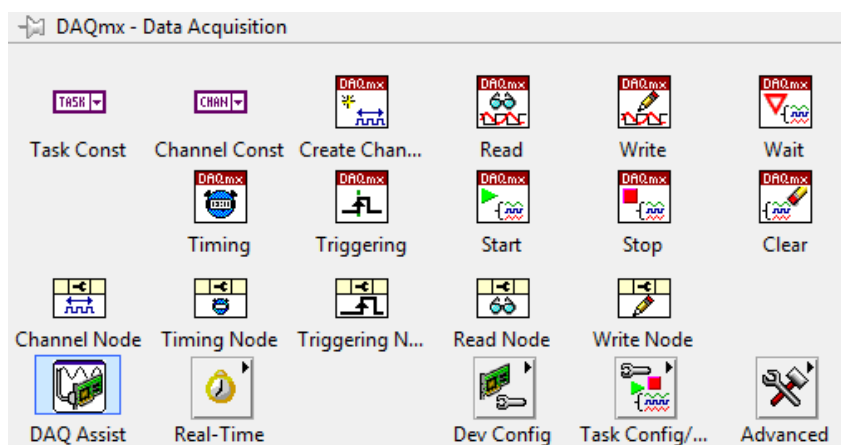 DAQmx - Data Acquisition
TASK CHAN DAQmx DAQmx DAQmx DAQmx
Task Const Channel Const Create Chan... Read Write Wait
DAQmx DAQmx DAQmx DAQmx DAQmx
Timing Triggering Start Stop Clear
Channel Node Timing Node Triggering N... Read Node Write Node
DAQ Assist Real-Time Dev Config Task Config/... Advanced